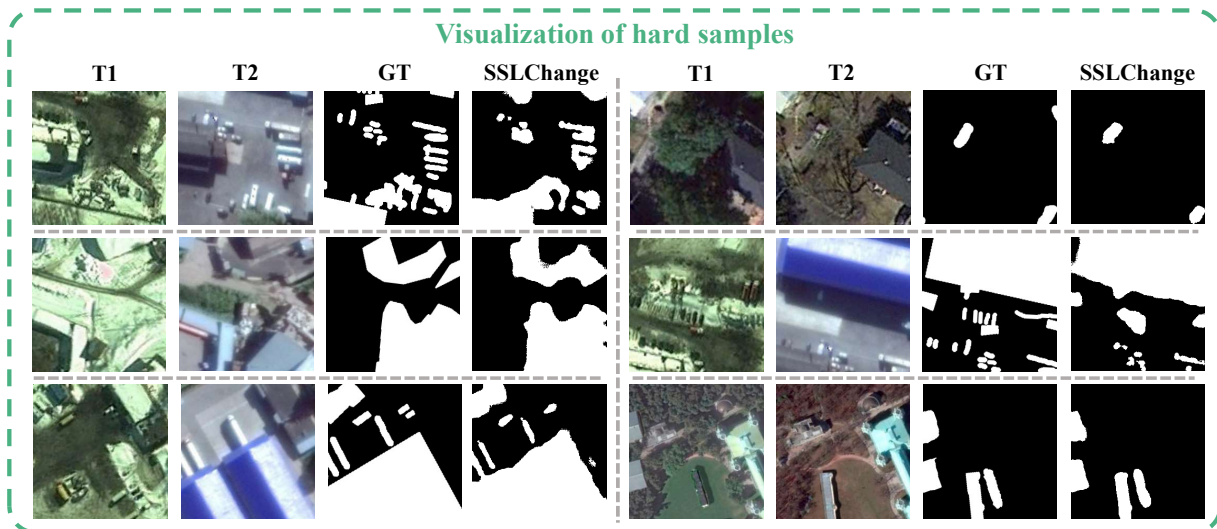 Visualization of hard samples
T1 T2 GT SSLChange T1 T2 GT SSLChange